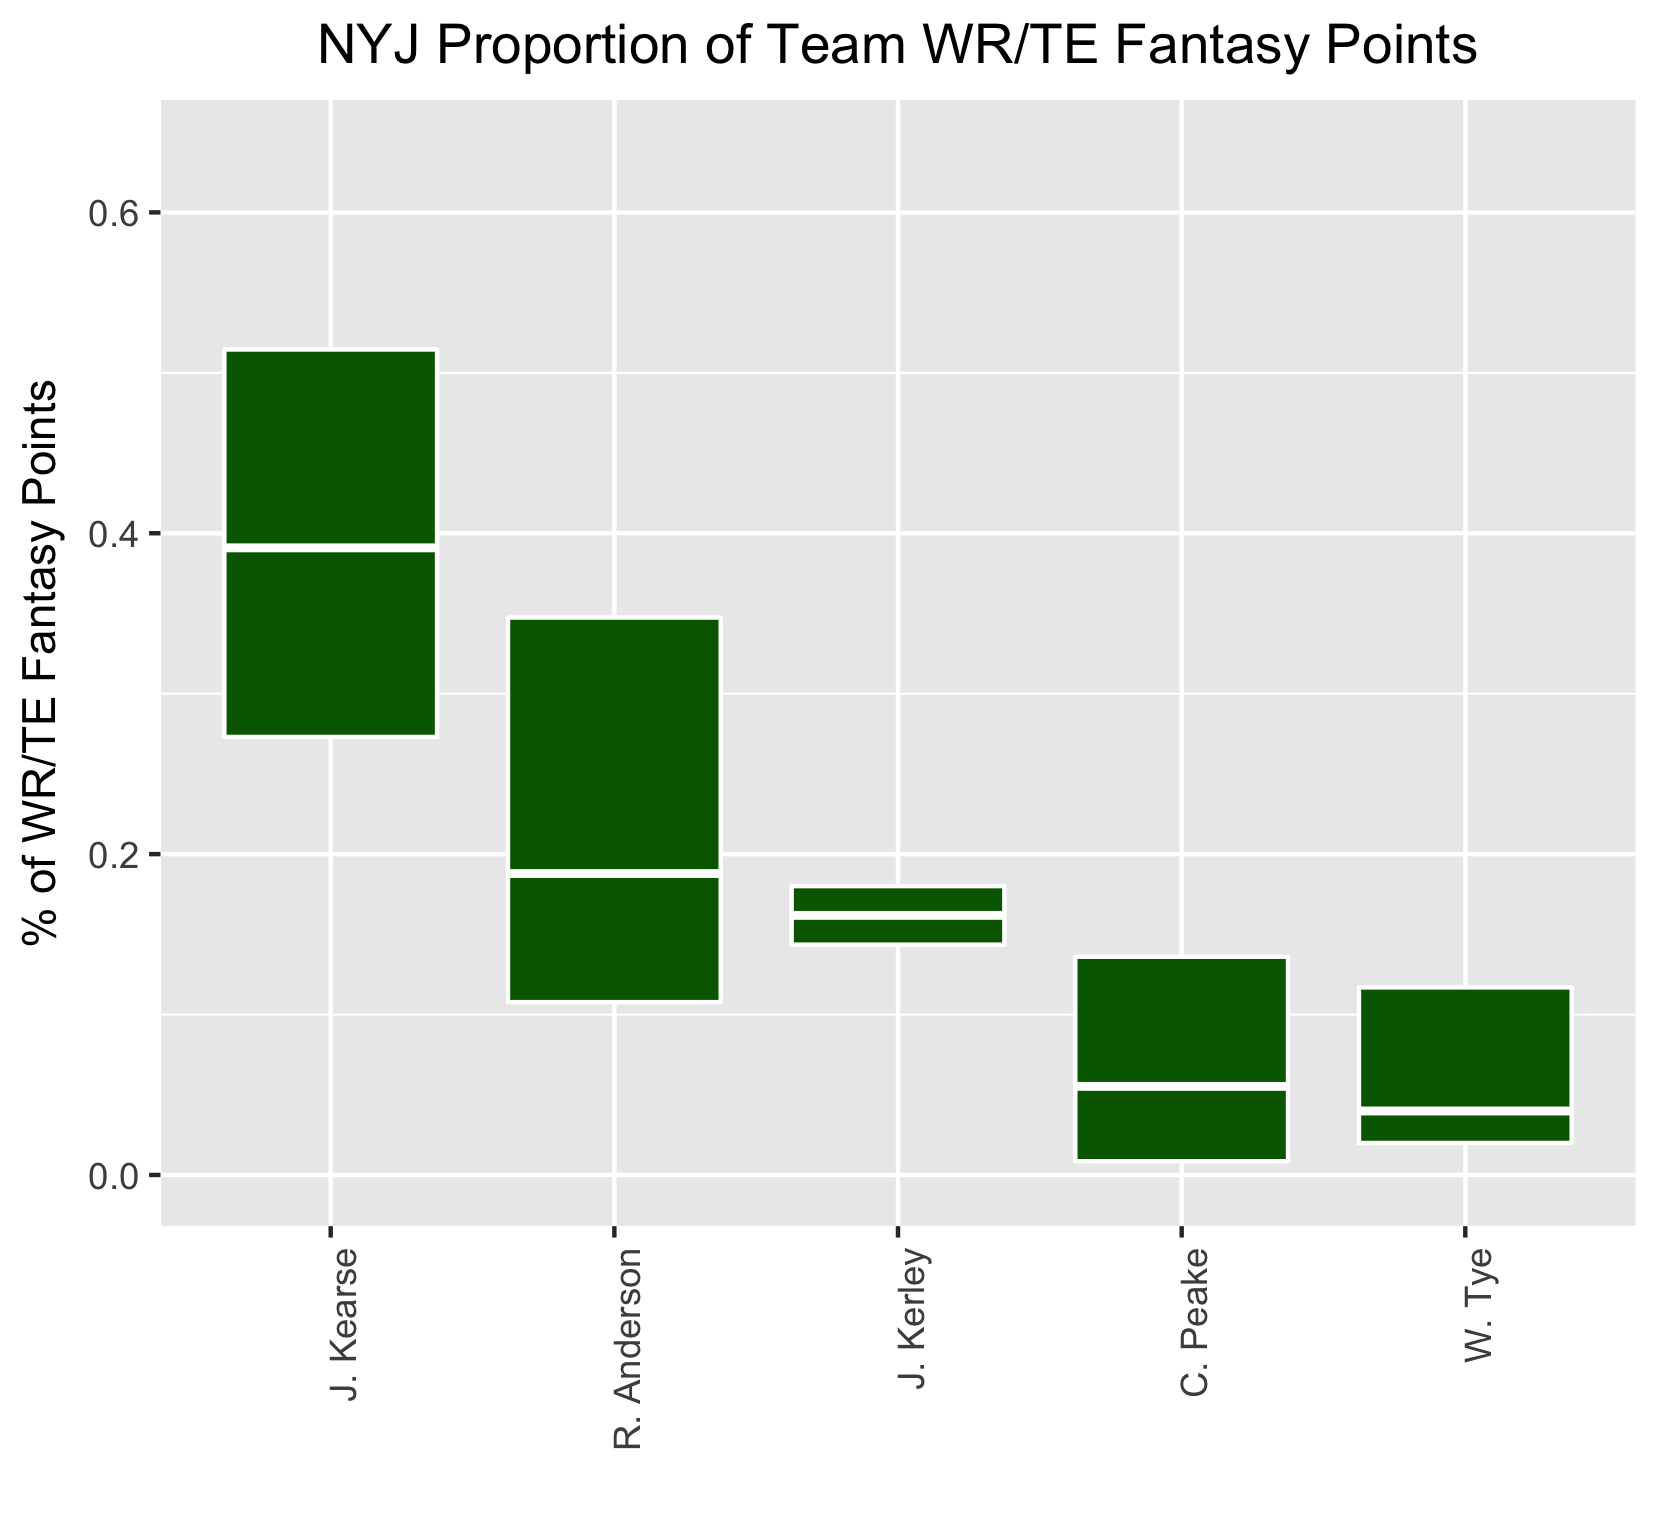 NYJ Proportion of Team WR/TE Fantasy Points
% of WR/TE Fantasy Points
0.6
0.4
0.2
0.0
J. Kearse
R. Anderson
J. Kerley
C. Peake
W. Tye